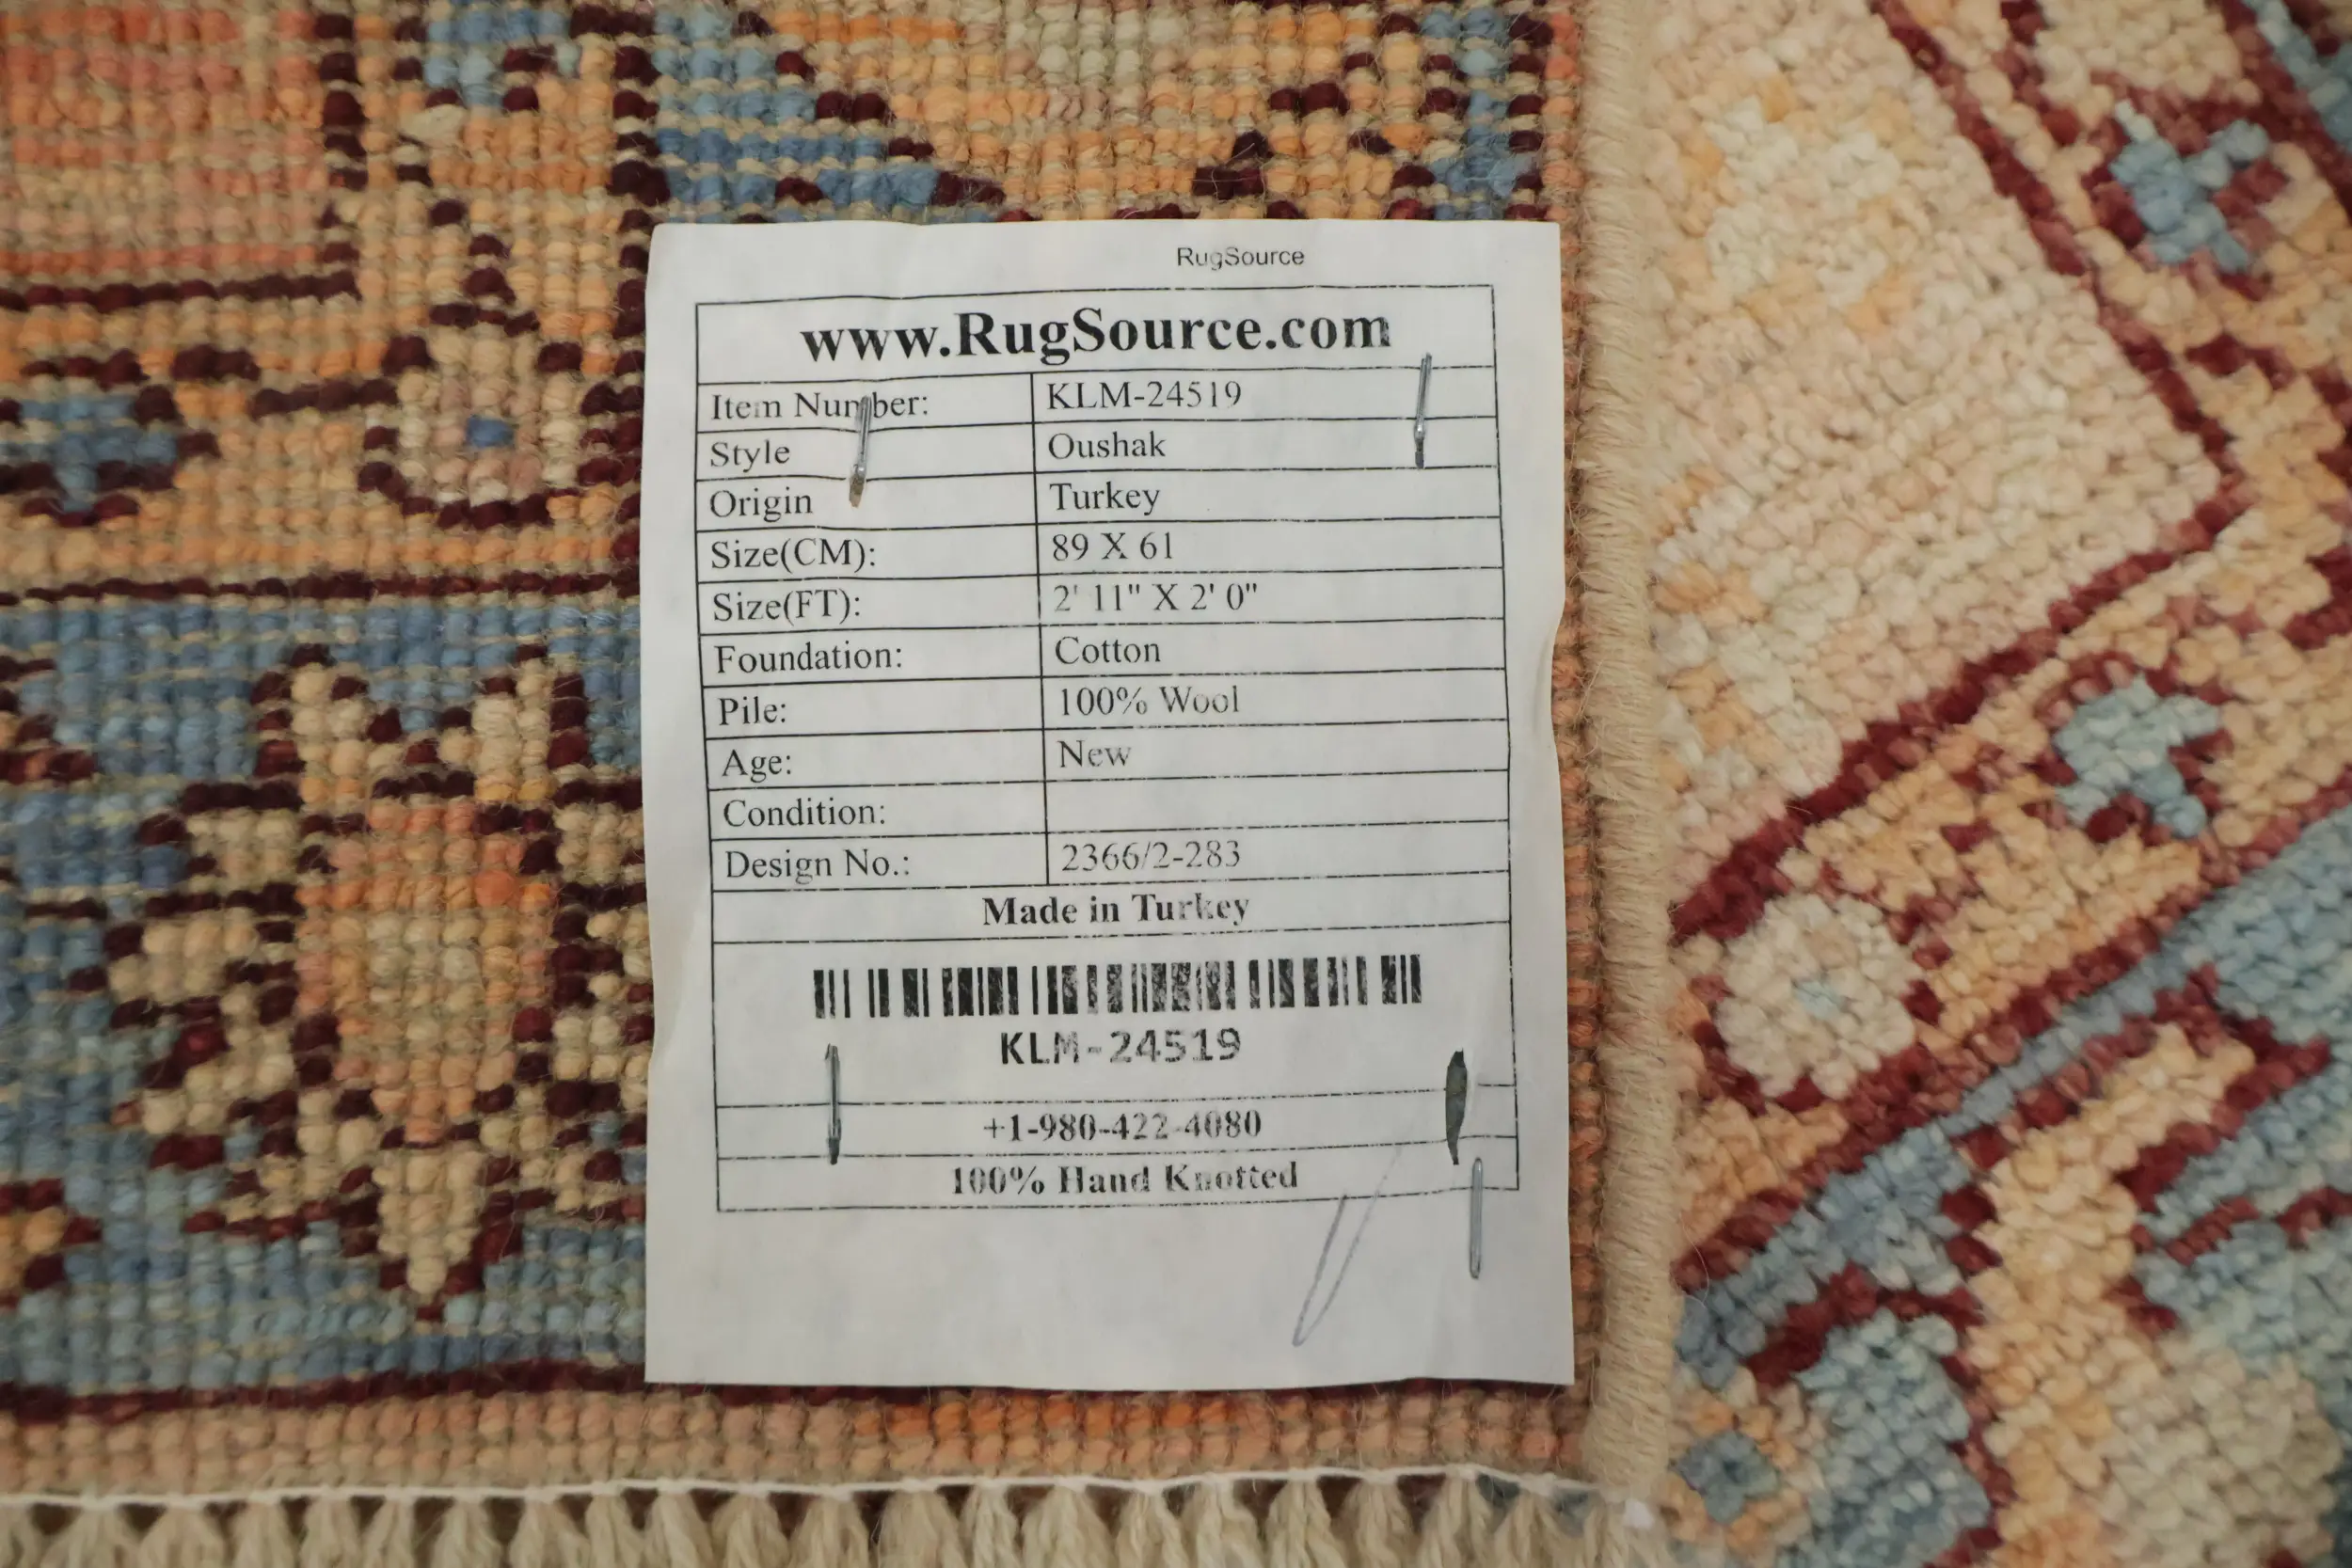 RugSource
www.RugSource.com
Item Number: KLM-24519
Style Oushak
Origin Turkey
Size(CM): 89 X 61
Size(FT): 2' 11" X 2' 0"
Foundation: Cotton
Pile: 100% Wool
Age: New
Condition:
Design No.: 2366/2-283
Made in Turkey
KLM-24519
+1-980-422-4080
100% Hand Knotted